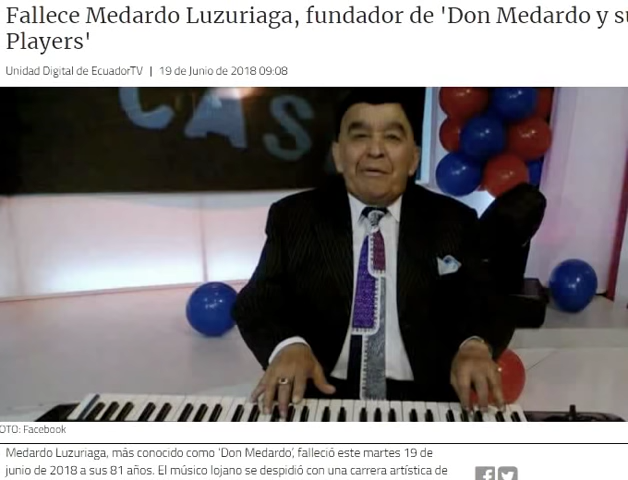 Fallece Medardo Luzuriaga, fundador de 'Don Medardo y su
Players'
Unidad Digital de EcuadorTV | 19 de Junio de 2018 09:08
CAS
OTO: Facebook
Medardo Luzuriaga, más conocido como 'Don Medardo', falleció este martes 19 de
junio de 2018 a sus 81 años. El músico lojano se despidió con una carrera artística de